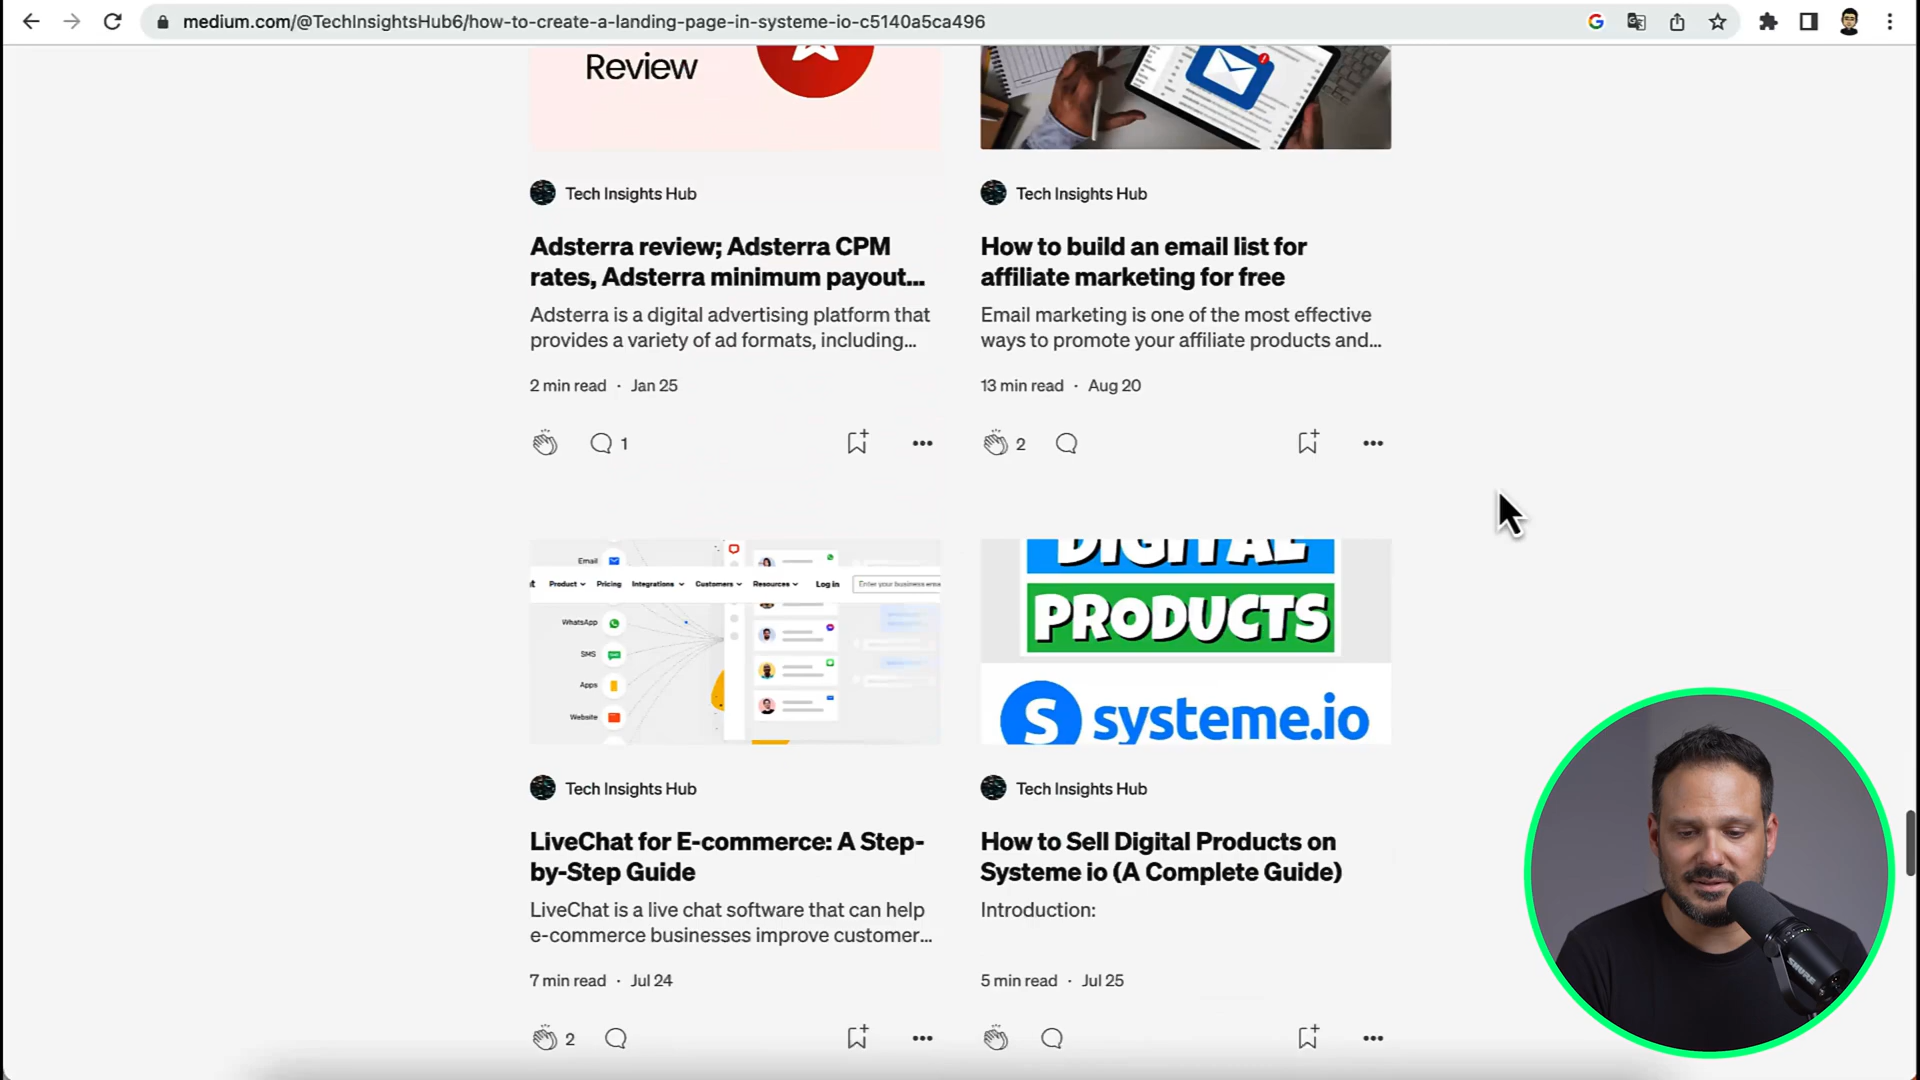 medium.com/@TechInsightsHub6/how-to-create-a-landing-page-in-systeme-io-c5140a5ca496
Review
Tech Insights Hub
Adsterra review; Adsterra CPM
rates, Adsterra minimum payout...
Adsterra is a digital advertising platform that
provides a variety of ad formats, including...
2 min read · Jan 25
1
Tech Insights Hub
How to build an email list for
affiliate marketing for free
Email marketing is one of the most effective
ways to promote your affiliate products and...
13 min read · Aug 20
2
Email
Product Pricing Integrations Customers Resources Log in Enter your business ema
WhatsApp
SMS
Apps
Website
Tech Insights Hub
LiveChat for E-commerce: A Step-
by-Step Guide
LiveChat is a live chat software that can help
e-commerce businesses improve customer...
7 min read · Jul 24
2
DIGITAL
PRODUCTS
S systeme.io
Tech Insights Hub
How to Sell Digital Products on
Systeme io (A Complete Guide)
Introduction:
5 min read · Jul 25
SHURE